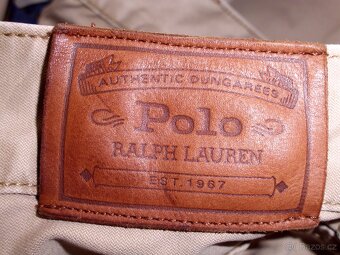 AUTHENTIC DUNGAREES
Polo
RALPH LAUREN
EST. 1967